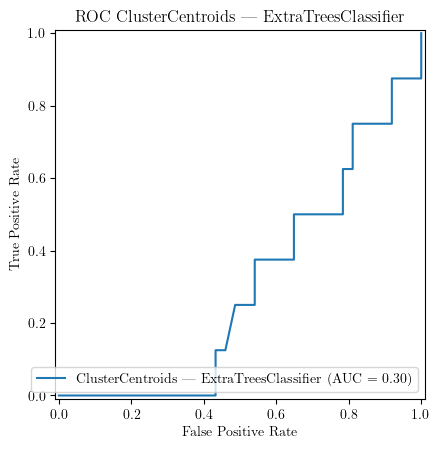 ROC ClusterCentroids — ExtraTreesClassifier
1.0
0.8
0.6
0.4
0.2
0.0
True Positive Rate
ClusterCentroids — ExtraTreesClassifier (AUC = 0.30)
0.0 0.2 0.4 0.6 0.8 1.0
False Positive Rate